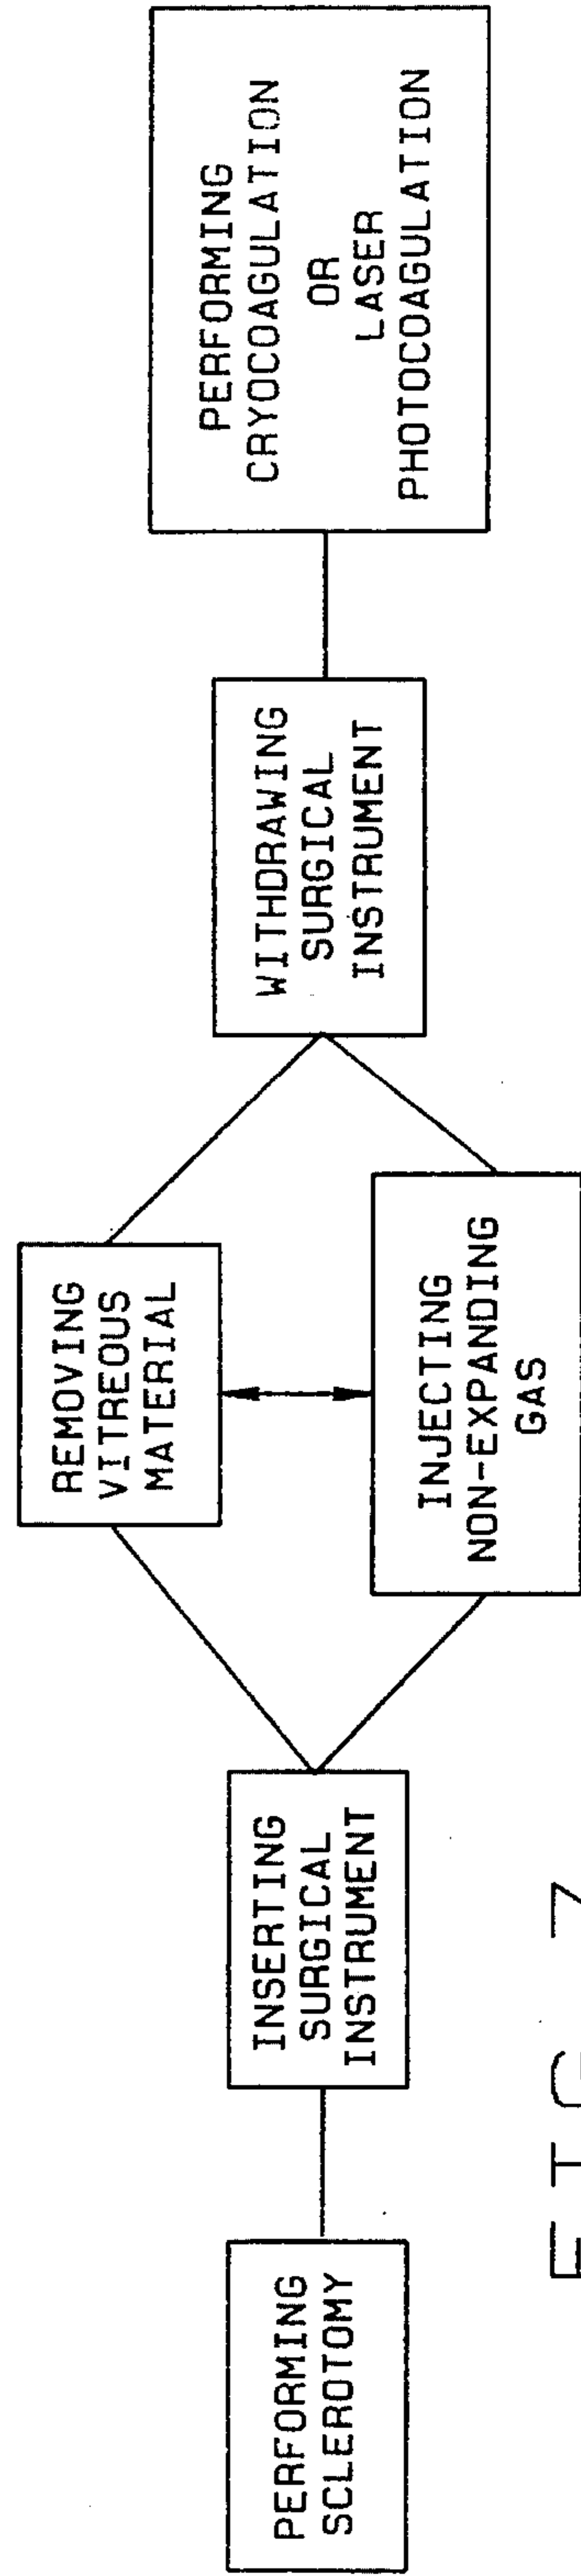 PERFORMING
SCLEROTOMY
INSERTING
SURGICAL
INSTRUMENT
REMOVING
VITREOUS
MATERIAL
INJECTING
NON-EXPANDING
GAS
WITHDRAWING
SURGICAL
INSTRUMENT
PERFORMING
CRYOCOAGULATION
OR
LASER
PHOTOCOAGULATION
FIG 7